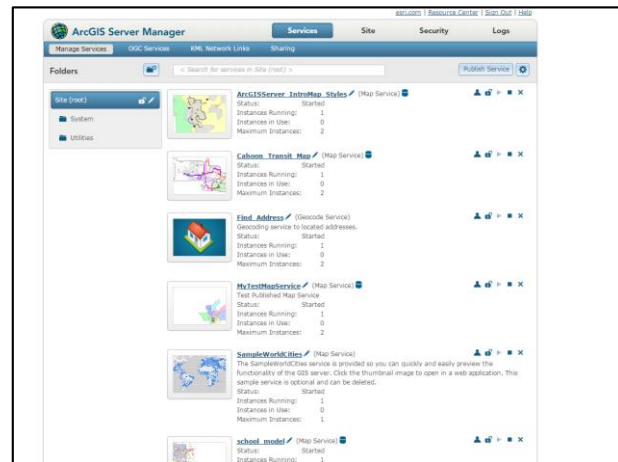 esri.com | Resource Center | Sign Out | Help
ArcGIS Server Manager
Services Site Security Logs
Manage Services OGC Services KML Network Links Sharing
Folders < Search for services in Site (root) > Publish Service
Site (root)
System
Utilities
ArcGISServer_IntroMap_Styles (Map Service)
Status: Started
Instances Running: 1
Instances in Use: 0
Maximum Instances: 2
Cahoon_Transit_Map (Map Service)
Status: Started
Instances Running: 1
Instances in Use: 0
Maximum Instances: 2
Find_Address (Geocode Service)
Geocoding service to located addresses.
Status: Started
Instances Running: 1
Instances in Use: 0
Maximum Instances: 2
MyTestMapService (Map Service)
Test Published Map Service
Status: Started
Instances Running: 1
Instances in Use: 0
Maximum Instances: 2
SampleWorldCities (Map Service)
The SampleWorldCities service is provided so you can quickly and easily preview the
functionality of the GIS server. Click the thumbnail image to open in a web application. This
sample service is optional and can be deleted.
Status: Started
Instances Running: 1
Instances in Use: 0
Maximum Instances: 1
school_model (Map Service)
Status: Started
Instances Running: 1